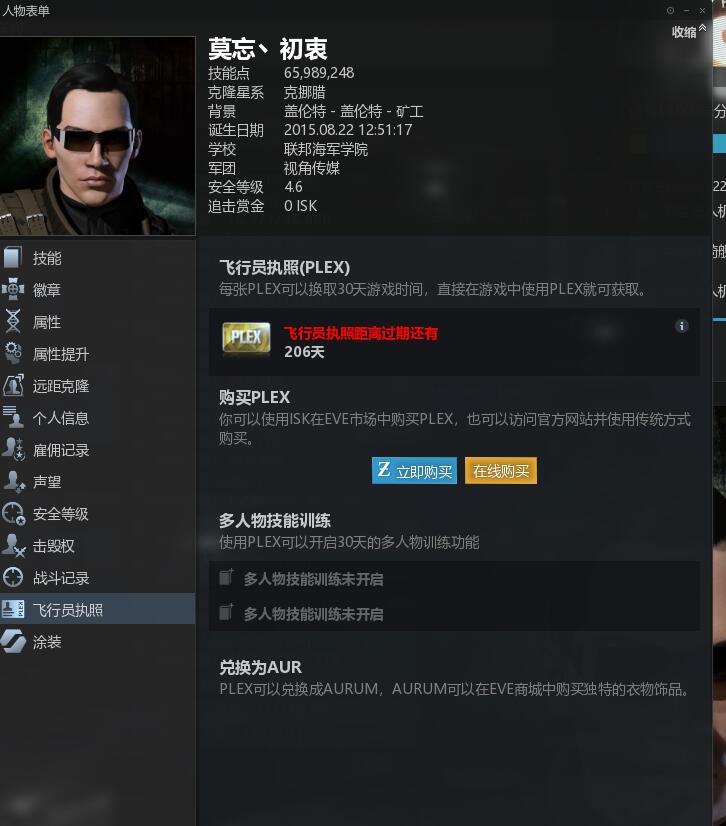 人物表单
收缩
莫忘丶初衷
技能点 65,989,248
克隆星系 克挪腊
背景 盖伦特 - 盖伦特 - 矿工
诞生日期 2015.08.22 12:51:17
学校 联邦海军学院
军团 视角传媒
安全等级 4.6
追击赏金 0 ISK
技能
徽章
属性
属性提升
远距克隆
个人信息
雇佣记录
声望
安全等级
击毁权
战斗记录
飞行员执照
涂装
飞行员执照(PLEX)
每张PLEX可以换取30天游戏时间，直接在游戏中使用PLEX就可获取。
PLEX
飞行员执照距离过期还有
206天
购买PLEX
你可以使用ISK在EVE市场中购买PLEX，也可以访问官方网站并使用传统方式
购买。
Z 立即购买 在线购买
多人物技能训练
使用PLEX可以开启30天的多人物训练功能
多人物技能训练未开启
多人物技能训练未开启
兑换为AUR
PLEX可以兑换成AURUM，AURUM可以在EVE商城中购买独特的衣物饰品。